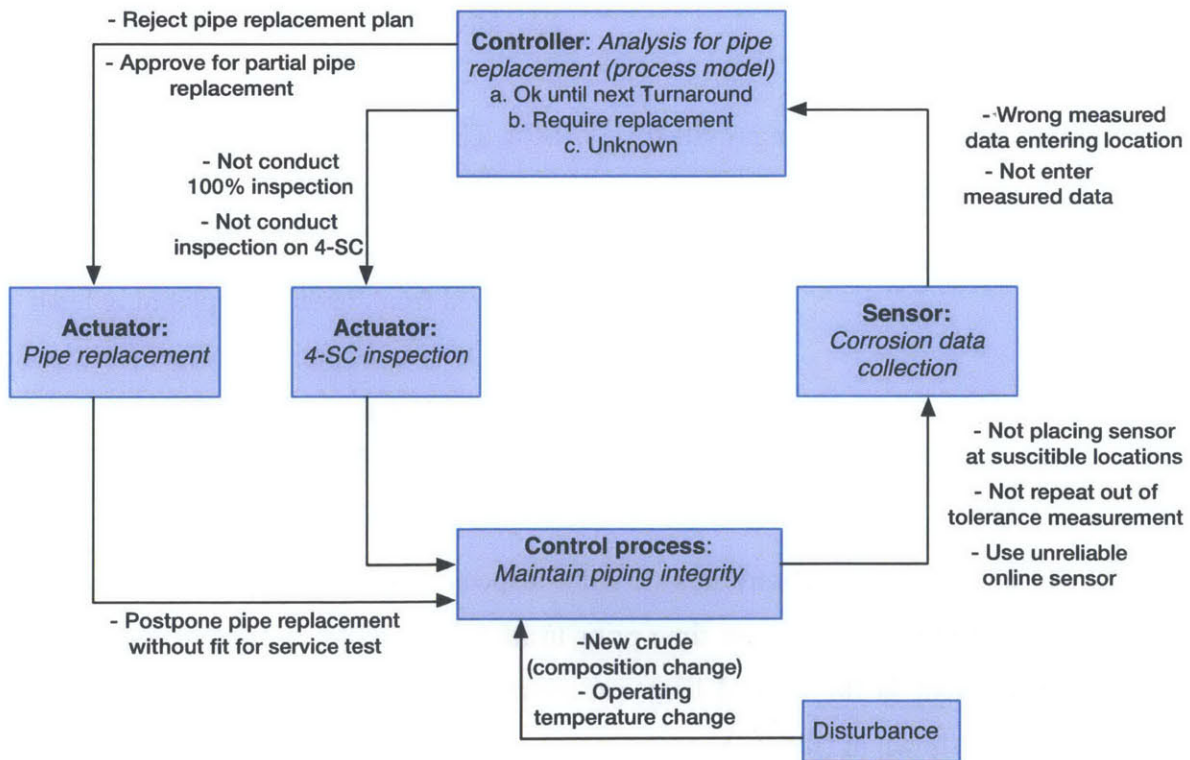 - Reject pipe replacement plan
- Approve for partial pipe
replacement
Controller: Analysis for pipe
replacement (process model)
a. Ok until next Turnaround
b. Require replacement
c. Unknown
- Wrong measured
data entering location
- Not enter
measured data
- Not conduct
100% inspection
- Not conduct
inspection on 4-SC
Actuator:
Pipe replacement
Actuator:
4-SC inspection
Sensor:
Corrosion data
collection
- Not placing sensor
at suscitible locations
- Not repeat out of
tolerance measurement
- Use unreliable
online sensor
Control process:
Maintain piping integrity
- Postpone pipe replacement
without fit for service test
-New crude
(composition change)
- Operating
temperature change
Disturbance